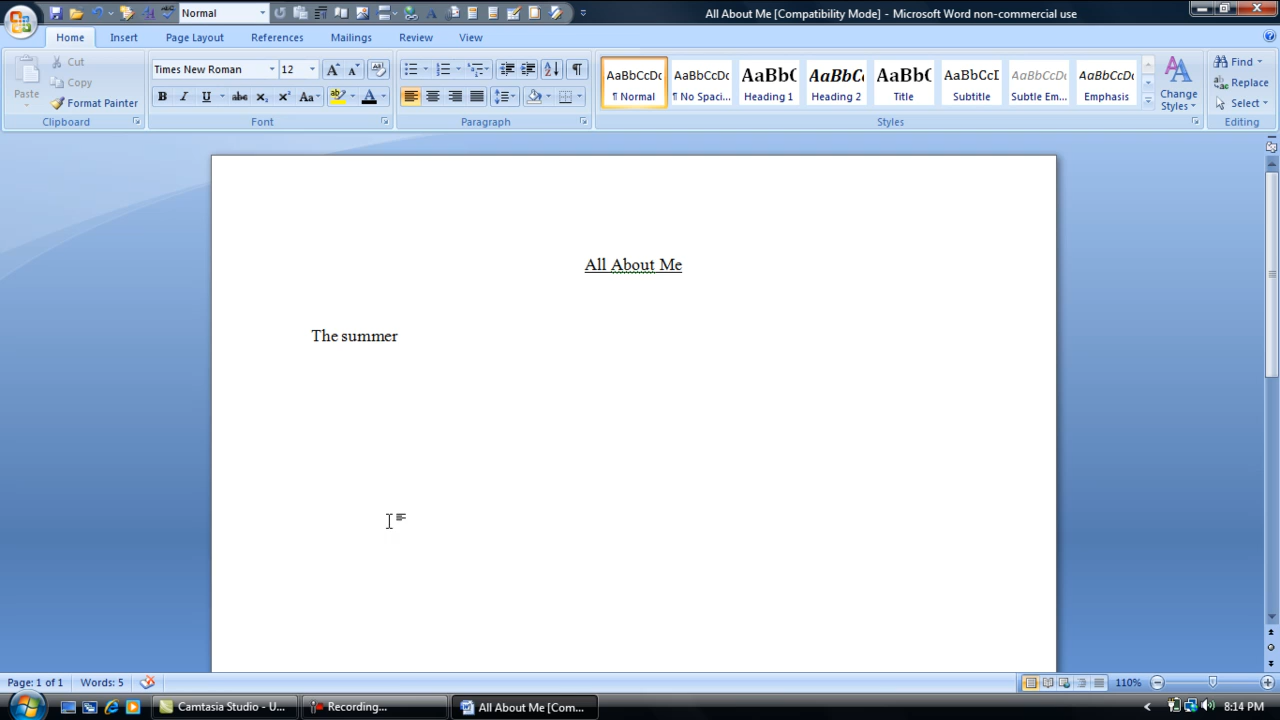 Normal
All About Me [Compatibility Mode] - Microsoft Word non-commercial use
Home Insert Page Layout References Mailings Review View
Paste
Cut
Copy
Format Painter
Clipboard
Times New Roman 12
Font
Paragraph
AaBbCcDc AaBbCcDc AaBbC AaBbCc AaBbC AaBbCcI AaBbCcDc AaBbCcDc
¶ Normal ¶ No Spaci... Heading 1 Heading 2 Title Subtitle Subtle Em... Emphasis
Change Styles
Styles
Find
Replace
Select
Editing
All About Me
The summer
Page: 1 of 1 Words: 5 110%
Camtasia Studio - U... Recording... All About Me [Com... 8:14 PM